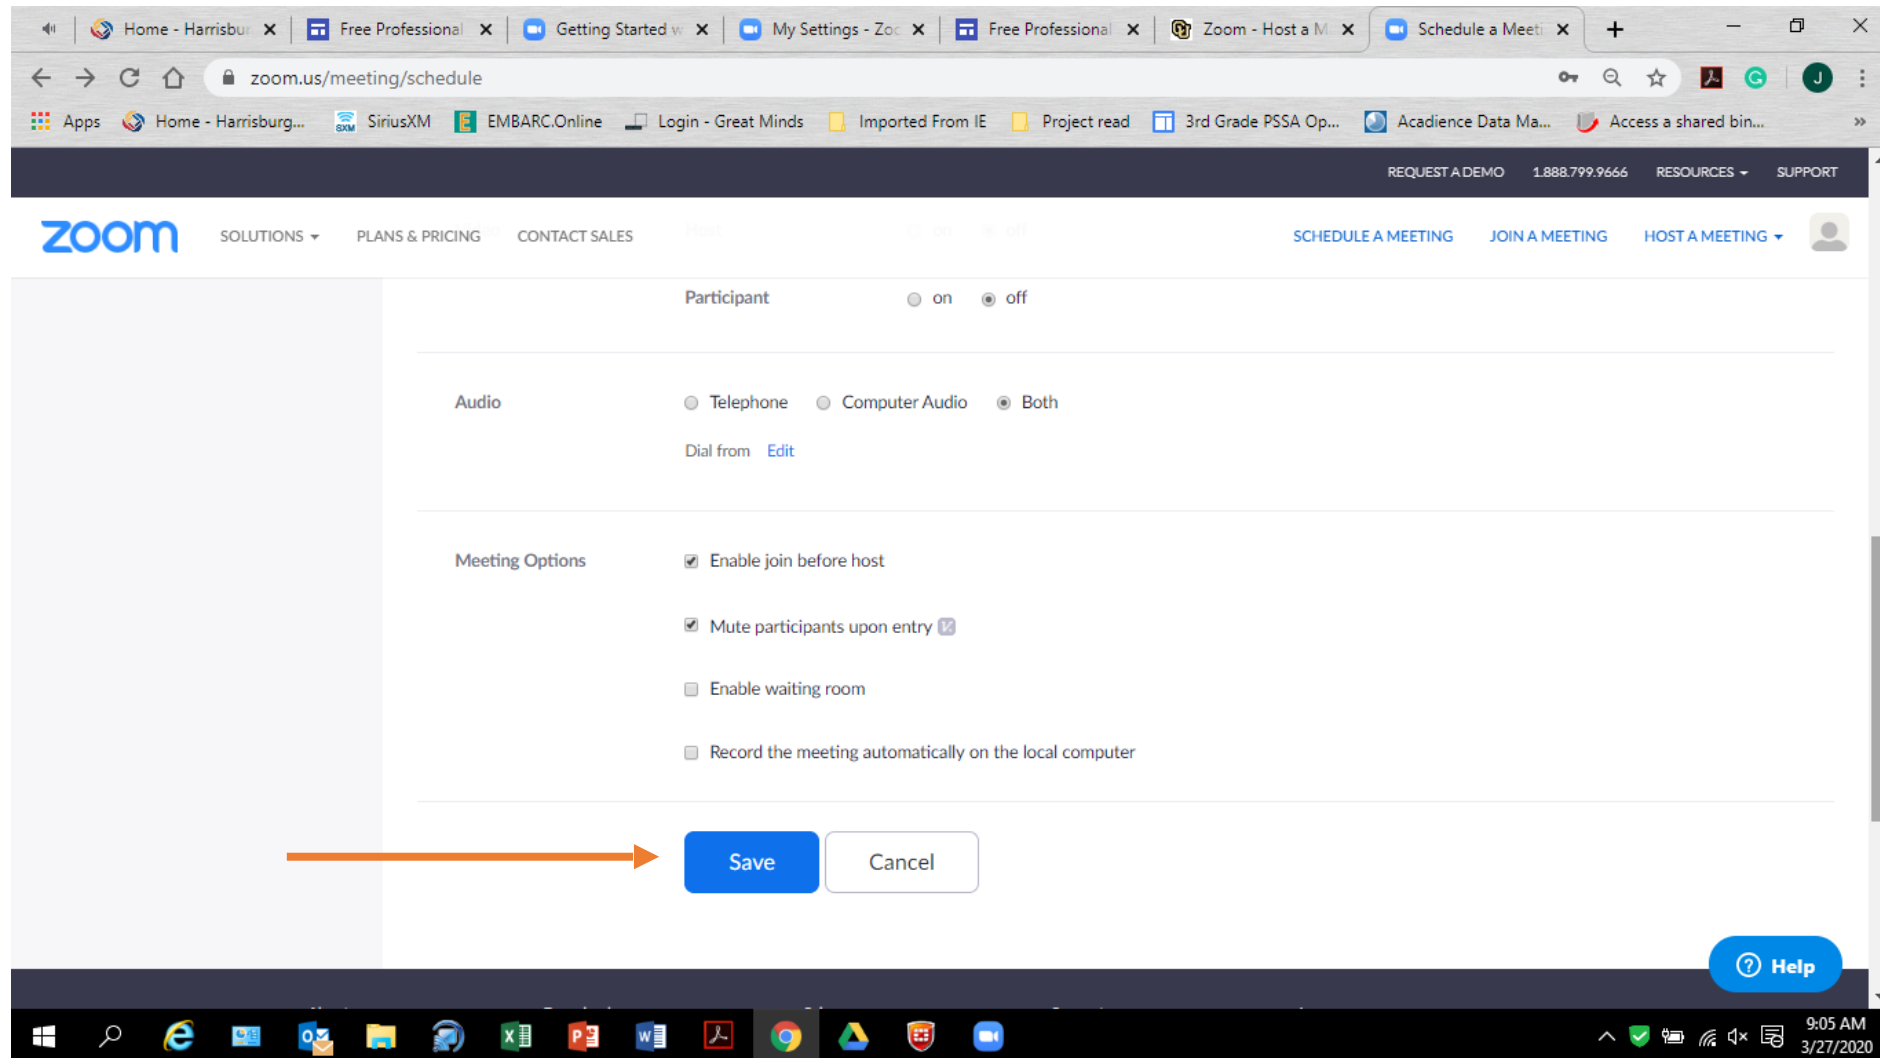 Home - Harrisbur
Free Professional
Getting Started w
My Settings - Zoo
Free Professional
Zoom - Host a M
Schedule a Meeti
zoom.us/meeting/schedule
Apps
Home - Harrisburg...
SiriusXM
EMBARC.Online
Login - Great Minds
Imported From IE
Project read
3rd Grade PSSA Op...
Acadience Data Ma...
Access a shared bin...
REQUEST A DEMO 1.888.799.9666 RESOURCES SUPPORT
zoom SOLUTIONS PLANS & PRICING CONTACT SALES SCHEDULE A MEETING JOIN A MEETING HOST A MEETING
Host on off
Participant on off
Audio Telephone Computer Audio Both
Dial from Edit
Meeting Options Enable join before host
Mute participants upon entry
Enable waiting room
Record the meeting automatically on the local computer
Save Cancel
Help
9:05 AM
3/27/2020